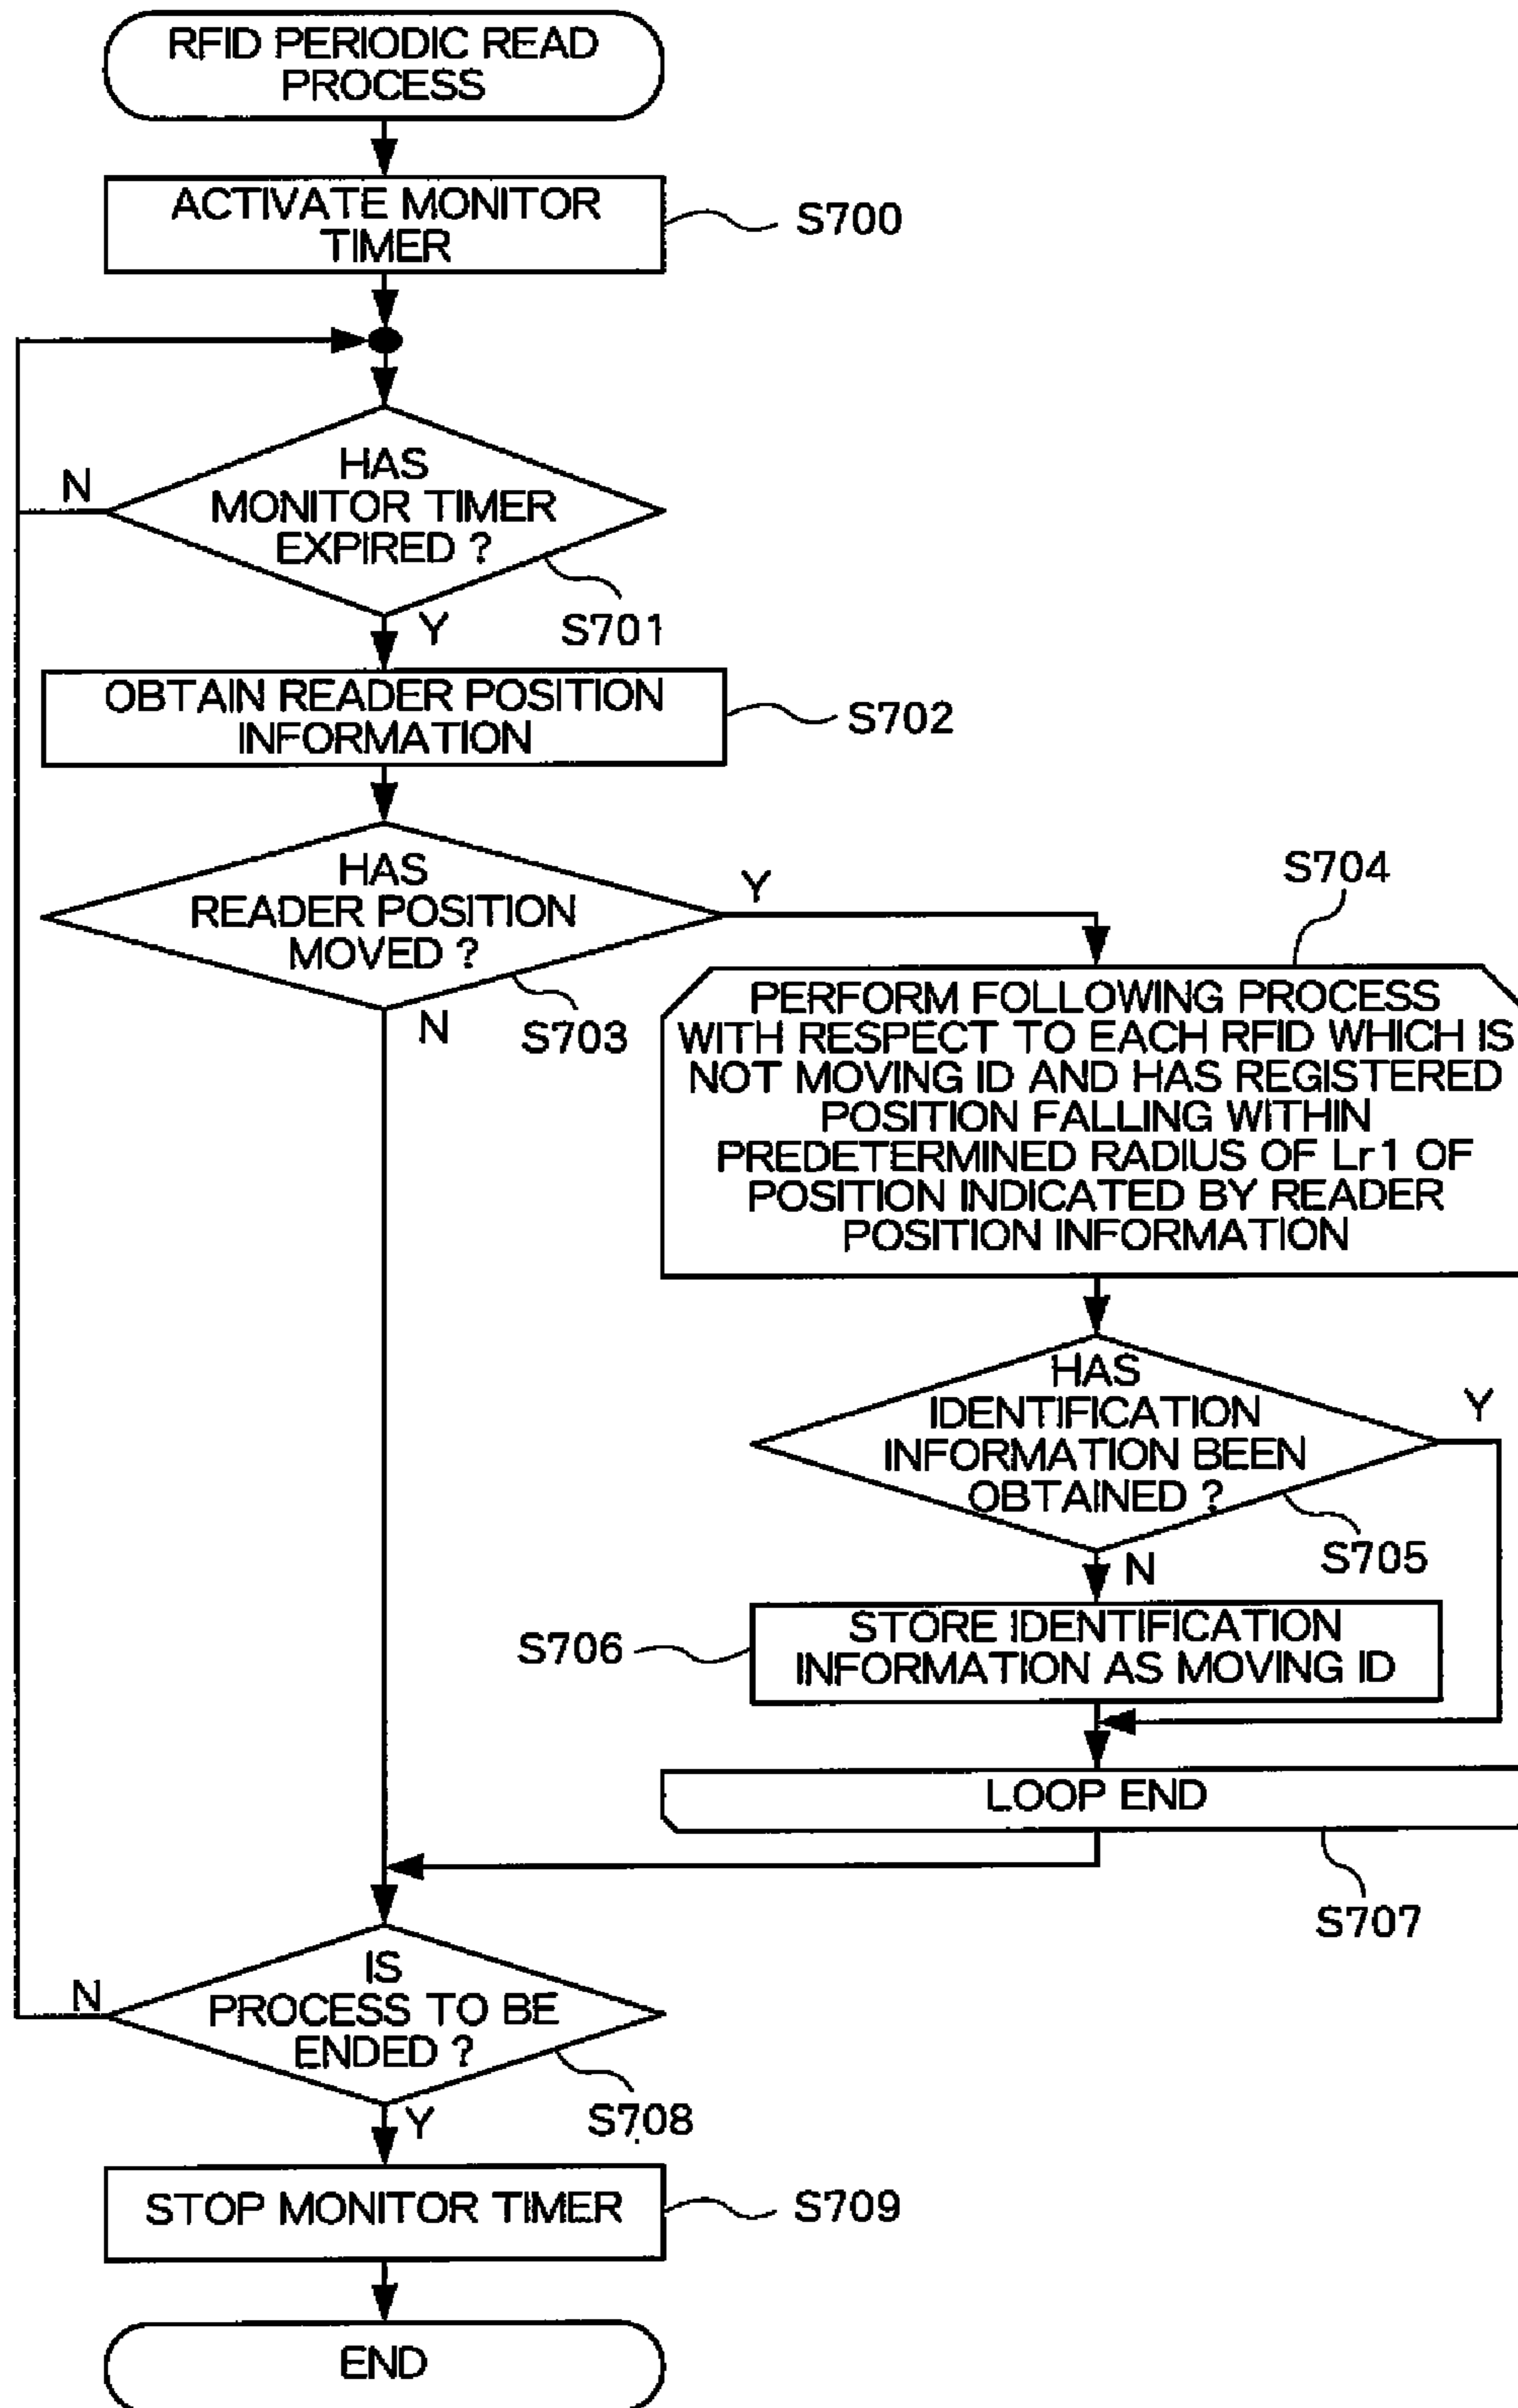 RFID PERIODIC READ
PROCESS
ACTIVATE MONITOR
TIMER
S700
HAS
MONITOR TIMER
EXPIRED ?
N
Y
S701
OBTAIN READER POSITION
INFORMATION
S702
HAS
READER POSITION
MOVED ?
Y
N
S703
S704
PERFORM FOLLOWING PROCESS
WITH RESPECT TO EACH RFID WHICH IS
NOT MOVING ID AND HAS REGISTERED
POSITION FALLING WITHIN
PREDETERMINED RADIUS OF Lr1 OF
POSITION INDICATED BY READER
POSITION INFORMATION
HAS
IDENTIFICATION
INFORMATION BEEN
OBTAINED ?
Y
N
S705
STORE IDENTIFICATION
INFORMATION AS MOVING ID
S706
LOOP END
S707
IS
PROCESS TO BE
ENDED ?
N
Y
S708
STOP MONITOR TIMER
S709
END